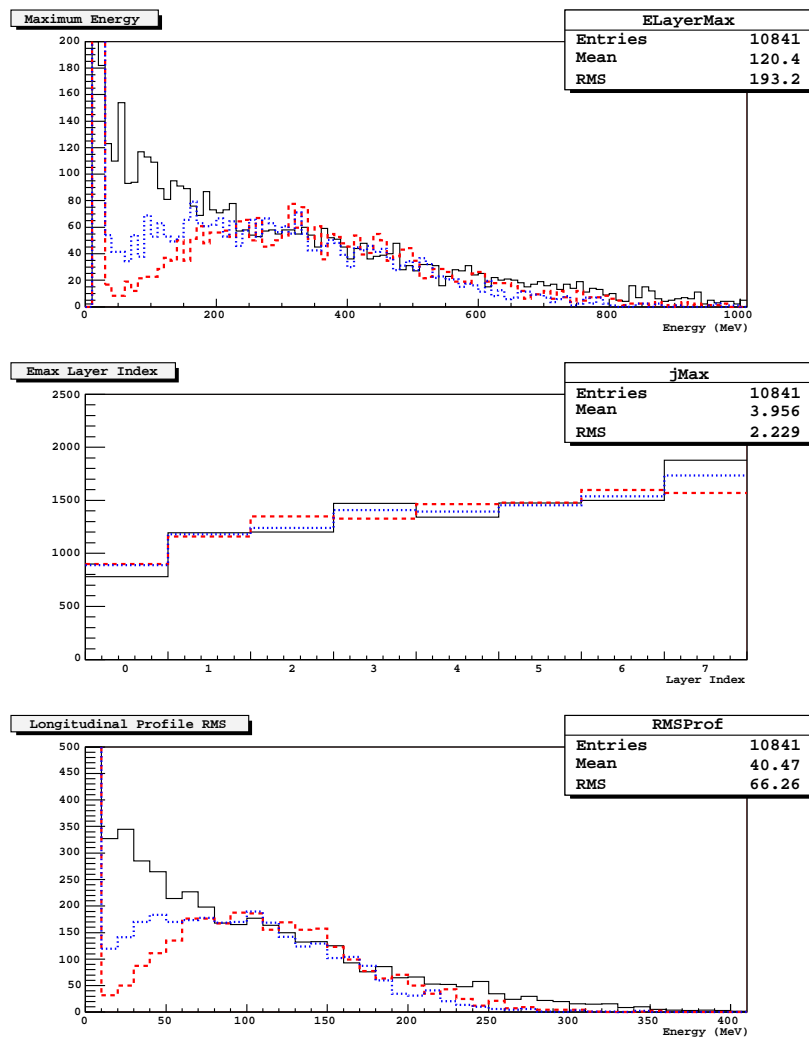 Maximum Energy
ELayerMax
Entries 10841
Mean 120.4
RMS 193.2
200
180
160
140
120
100
80
60
40
20
0
0 200 400 600 800 1000
Energy (MeV)
Emax Layer Index
jMax
Entries 10841
Mean 3.956
RMS 2.229
2500
2000
1500
1000
500
0
0 1 2 3 4 5 6 7
Layer Index
Longitudinal Profile RMS
RMSProf
Entries 10841
Mean 40.47
RMS 66.26
500
450
400
350
300
250
200
150
100
50
0
0 50 100 150 200 250 300 350 400
Energy (MeV)